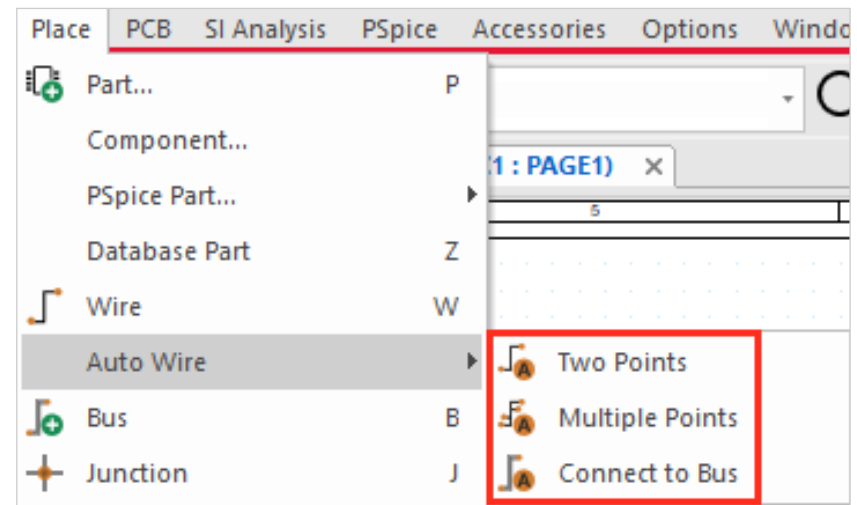 Place PCB SI Analysis PSpice Accessories Options Windo
Part... P
Component...
1 : PAGE1) ×
PSpice Part...
5
Database Part Z
Wire W
Auto Wire
Two Points
Bus B
Multiple Points
Junction J
Connect to Bus